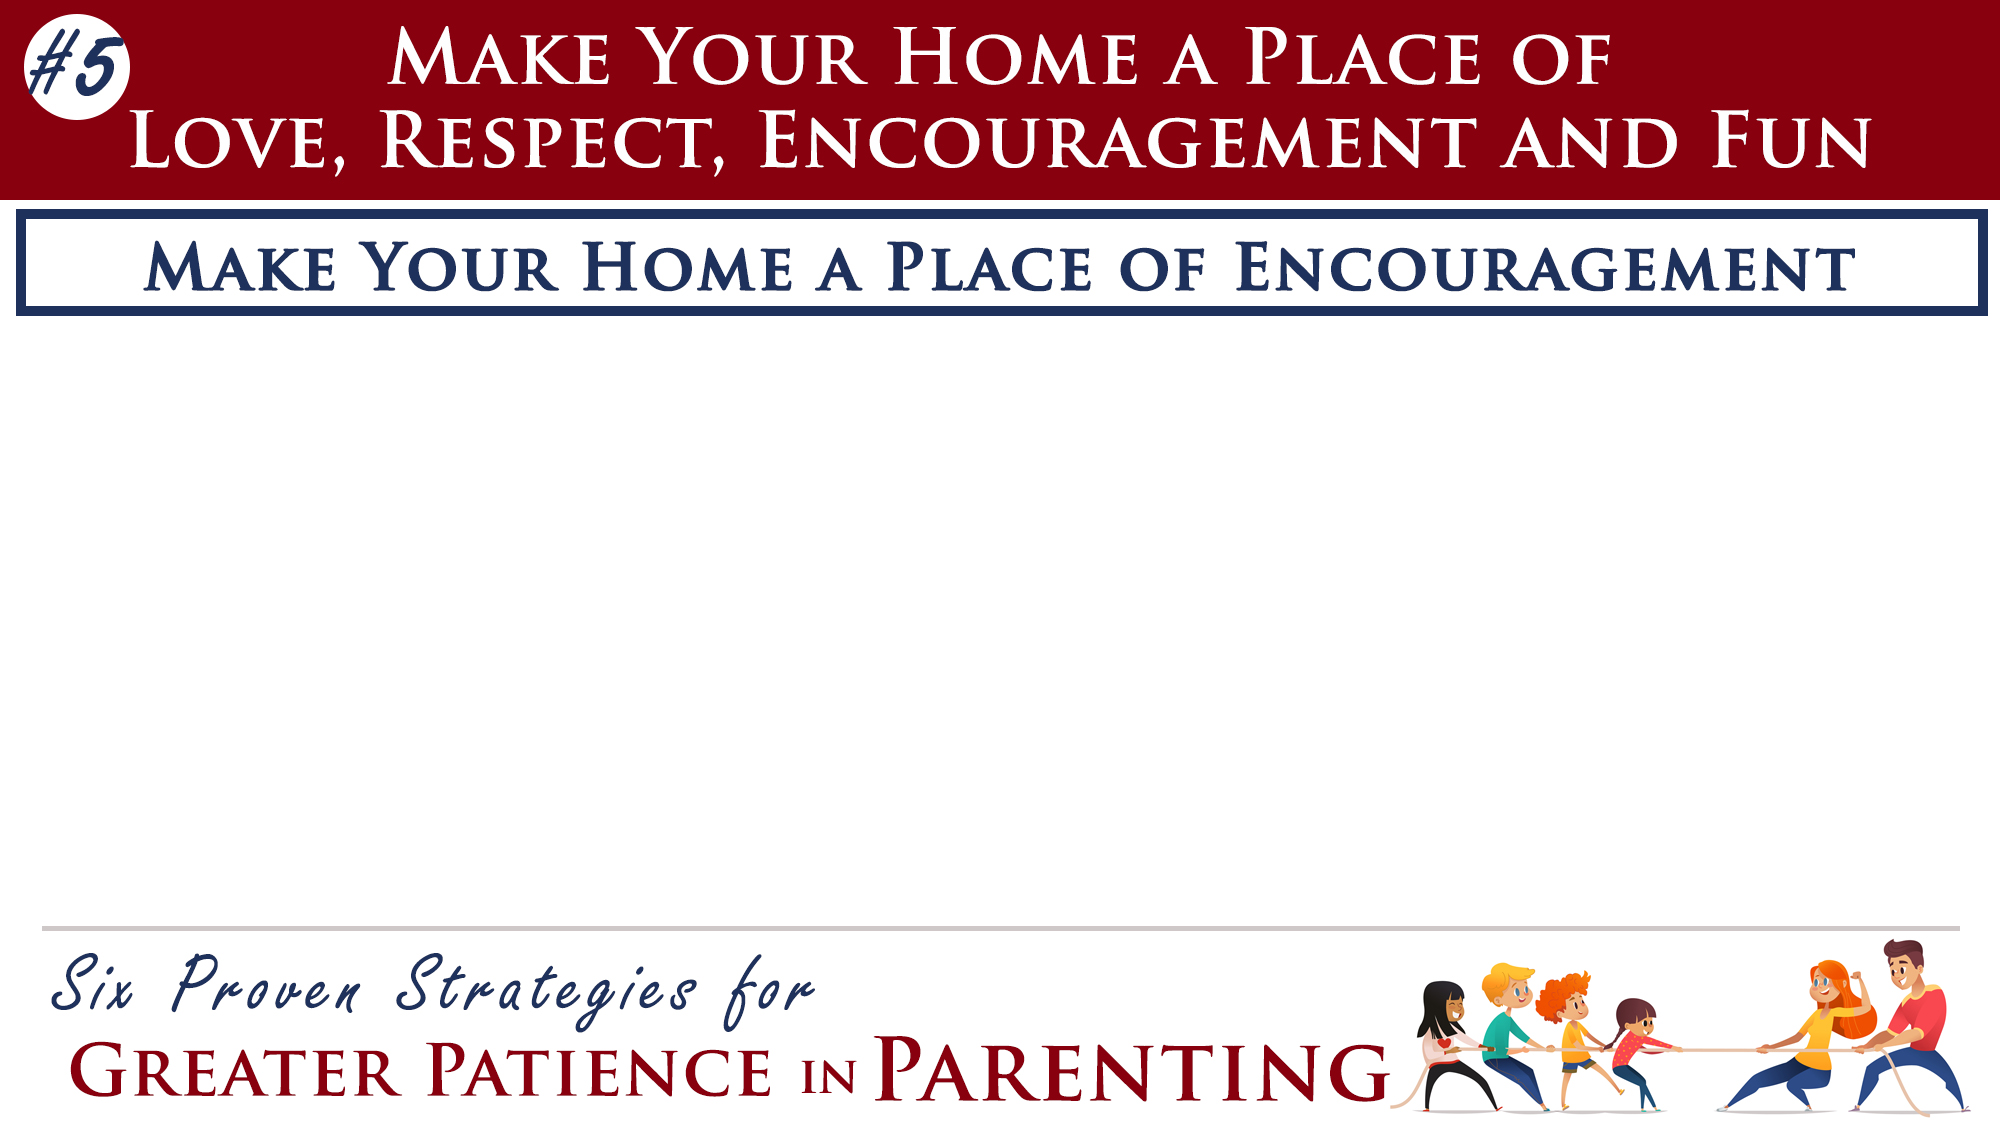 #5
Make Your Home a Place of
Love, Respect, Encouragement and Fun
Make Your Home a Place of Encouragement
Six Proven Strategies for
Greater Patience in Parenting